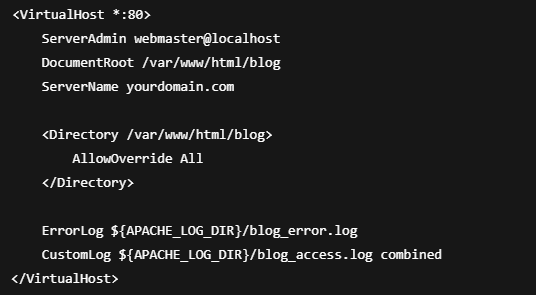 <VirtualHost *:80>
    ServerAdmin webmaster@localhost
    DocumentRoot /var/www/html/blog
    ServerName yourdomain.com

    <Directory /var/www/html/blog>
        AllowOverride All
    </Directory>

    ErrorLog ${APACHE_LOG_DIR}/blog_error.log
    CustomLog ${APACHE_LOG_DIR}/blog_access.log combined
</VirtualHost>